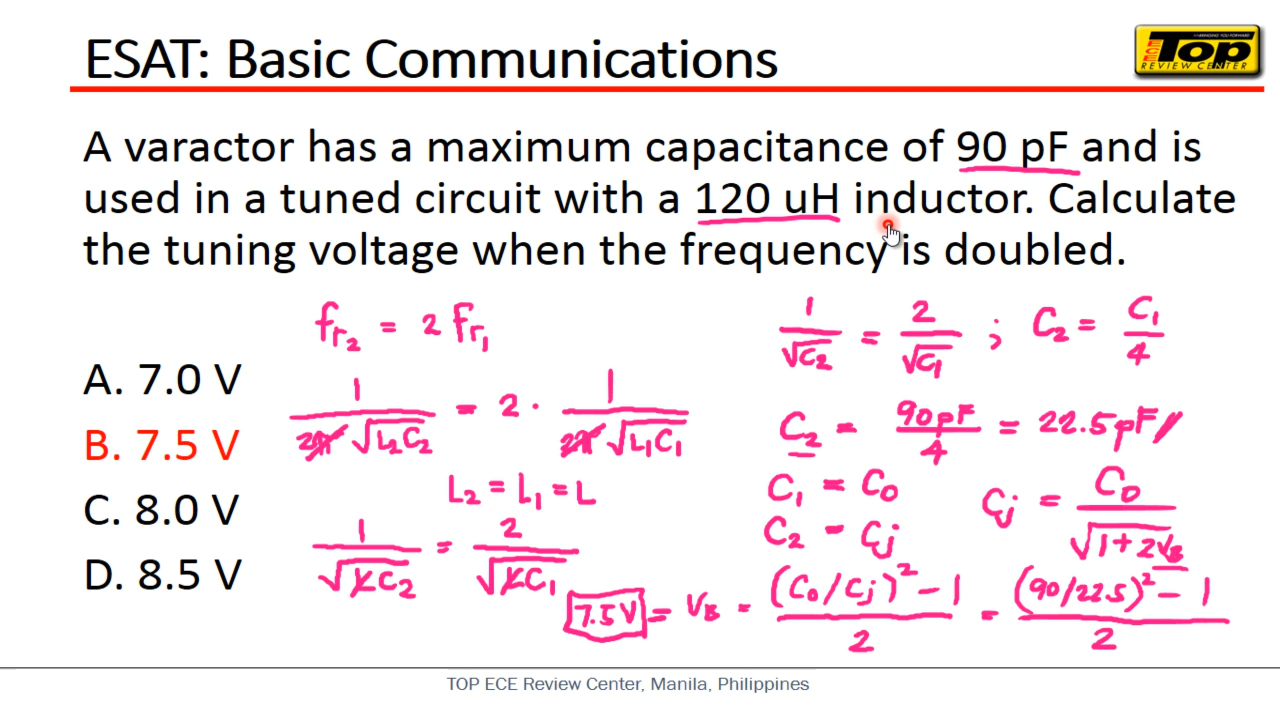 ESAT: Basic Communications
ECE Top
REVIEW CENTER
A varactor has a maximum capacitance of 90 pF and is
used in a tuned circuit with a 120 uH inductor. Calculate
the tuning voltage when the frequency is doubled.
A. 7.0 V
B. 7.5 V
C. 8.0 V
D. 8.5 V
fr₂ = 2 Fr₁
1/(2π√L₂C₂) = 2 · 1/(2π√L₁C₁)
L₂ = L₁ = L
1/√LC₂ = 2/√LC₁
1/√C₂ = 2/√C₁ ; C₂ = C₁/4
C₂ = 90pF/4 = 22.5pF
C₁ = C₀
C₂ = Cj
Cj = C₀/√1+2VB
7.5V = VB = ((C₀/Cj)² - 1)/2 = ((90/22.5)² - 1)/2
TOP ECE Review Center, Manila, Philippines